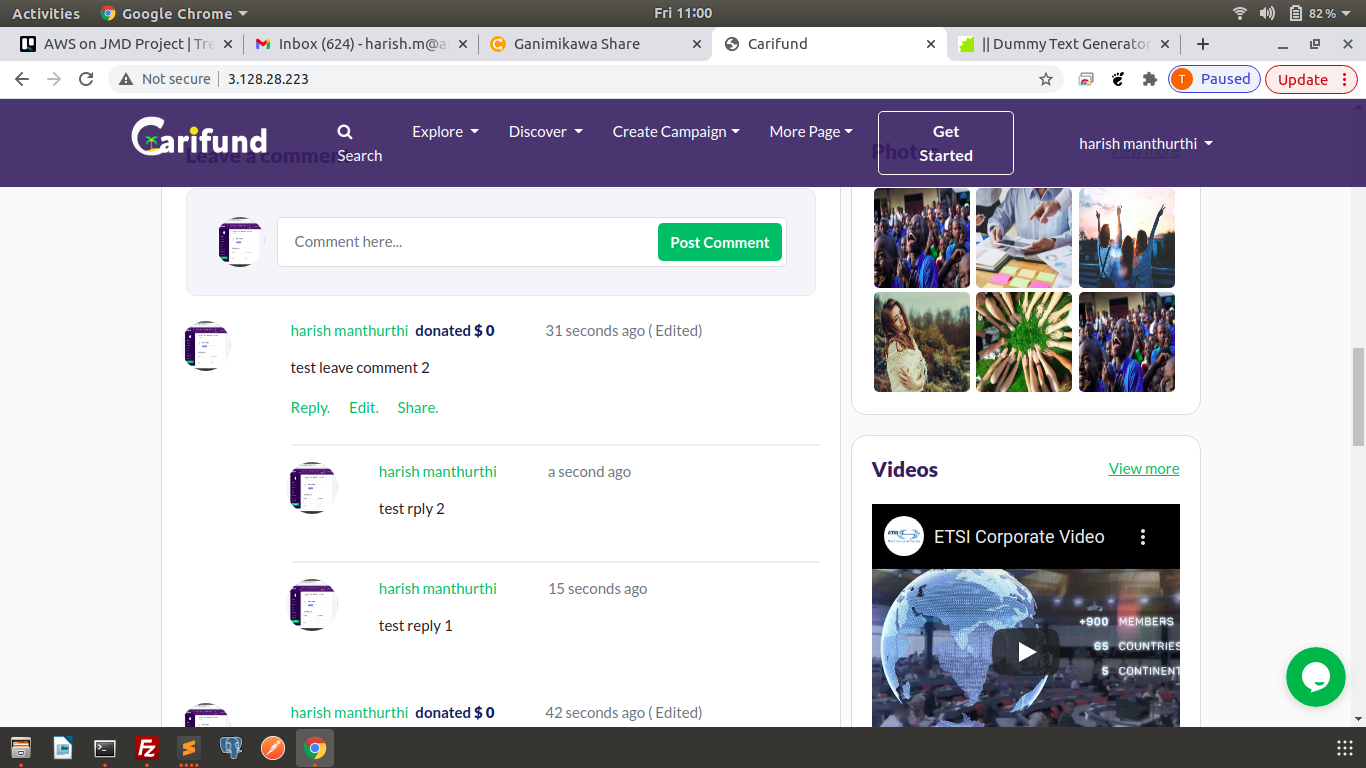 Activities
Google Chrome
Fri 11:00
82 %
AWS on JMD Project | Tre
Inbox (624) - harish.m@a
Ganimikawa Share
Carifund
|| Dummy Text Generator
Not secure
3.128.28.223
T
Paused
Update
Carifund
Search
Explore
Discover
Create Campaign
More Page
Get
Started
harish manthurthi
Leave a commen
Photo
View more
Comment here...
Post Comment
harish manthurthi donated $ 0
31 seconds ago ( Edited)
test leave comment 2
Reply. Edit. Share.
harish manthurthi
a second ago
test rply 2
harish manthurthi
15 seconds ago
test reply 1
harish manthurthi donated $ 0
42 seconds ago ( Edited)
Videos
View more
ETSI
ETSI Corporate Video
+900 MEMBERS
65 COUNTRIES
5 CONTINENT